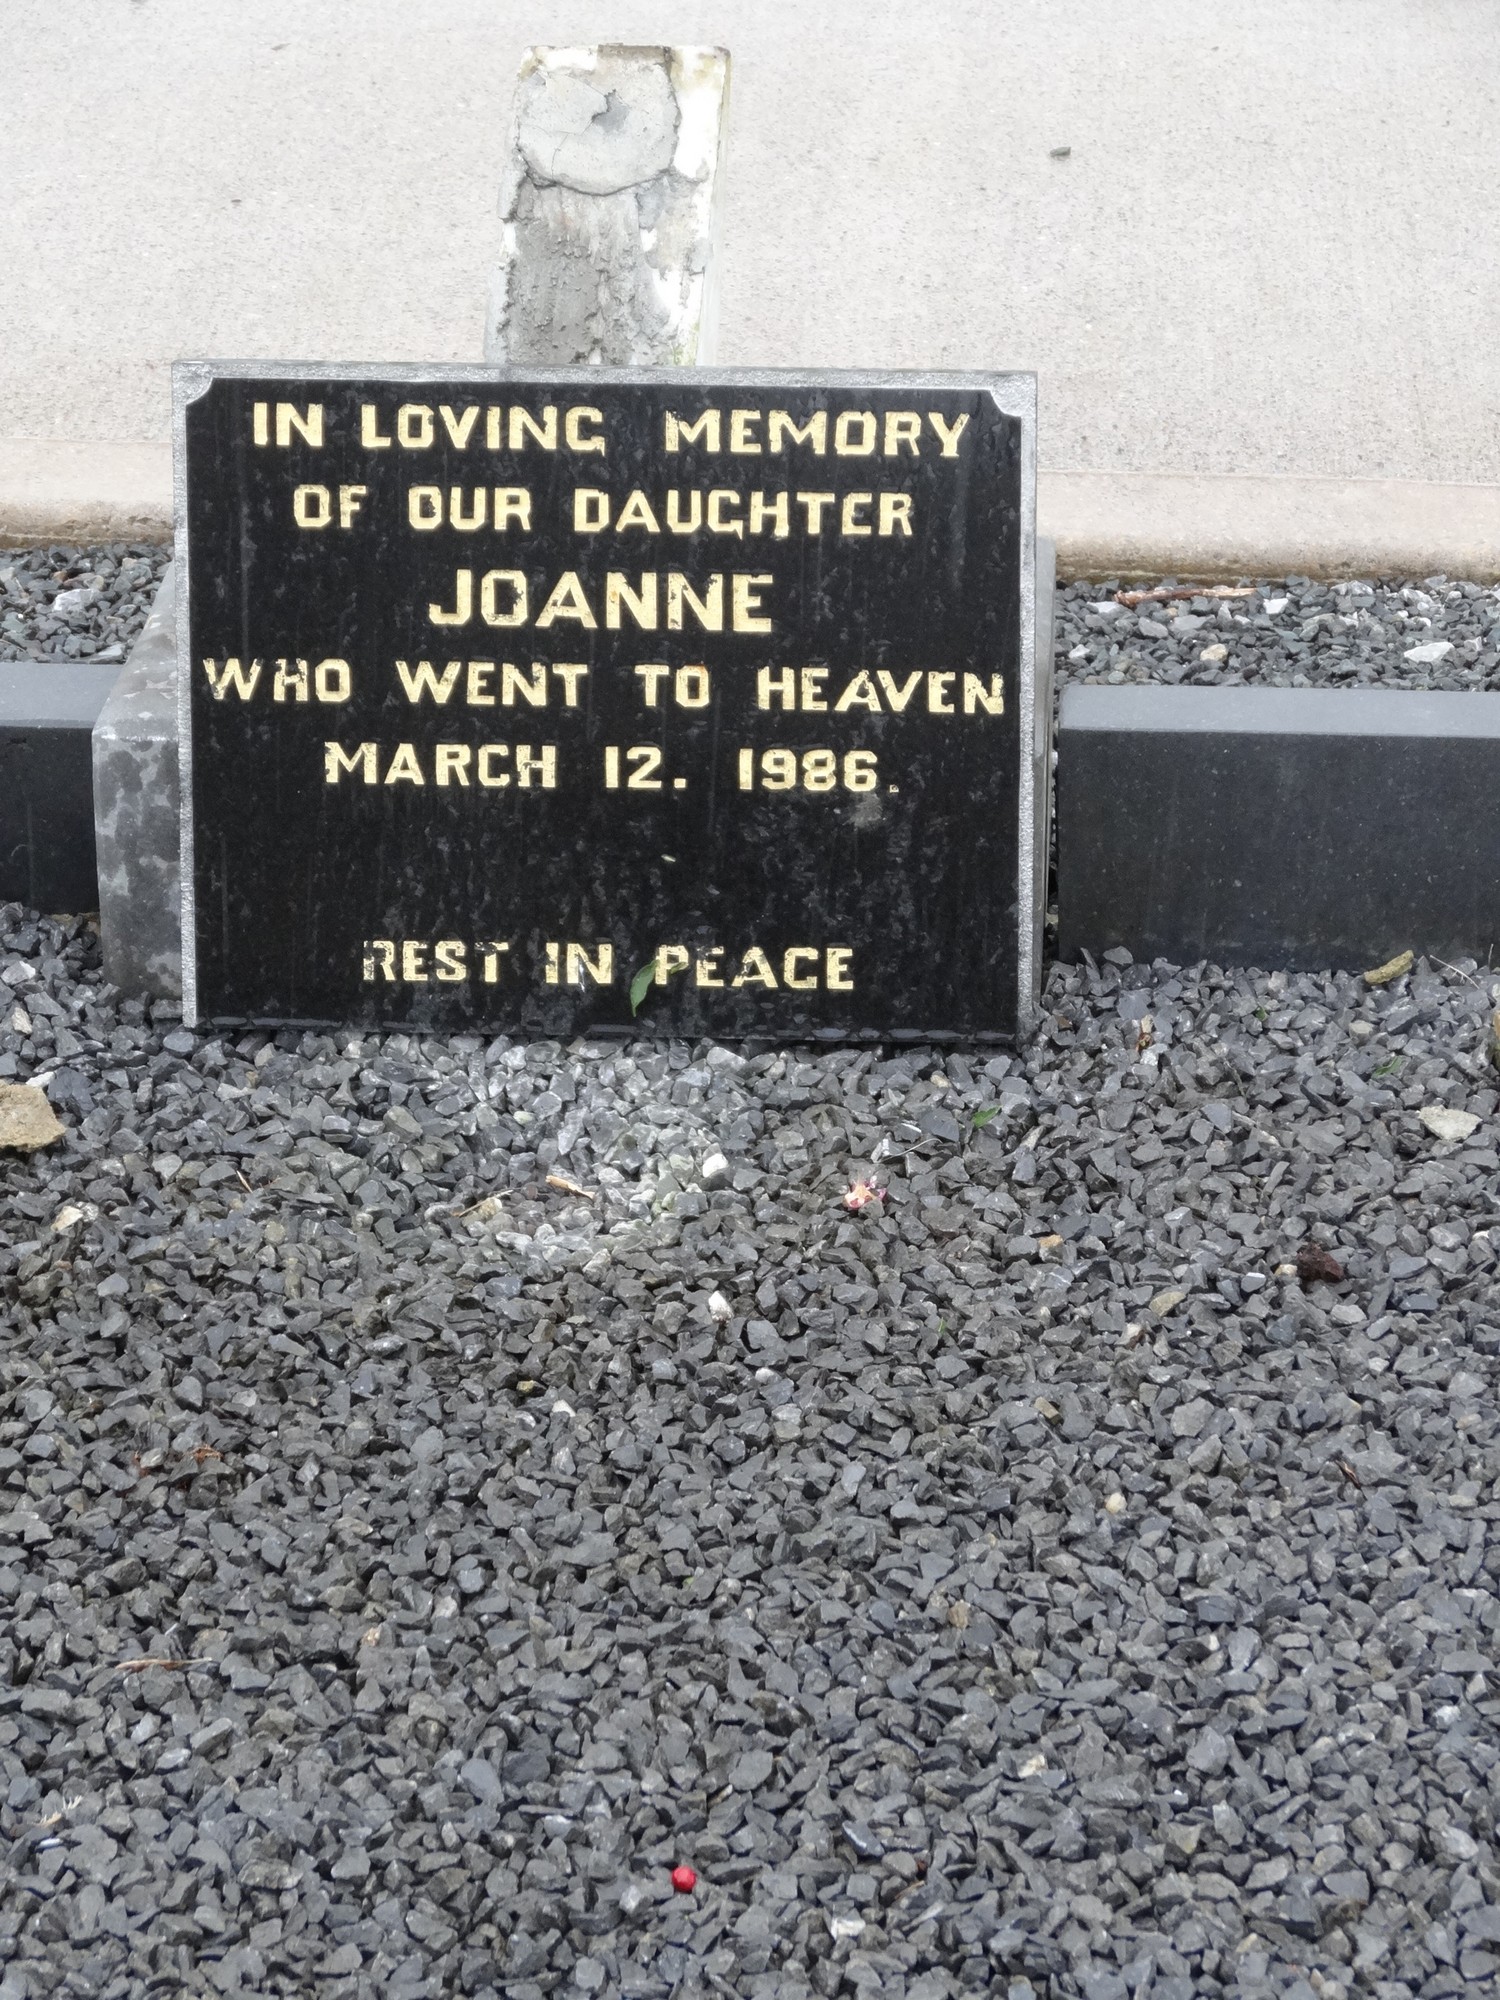 IN LOVING MEMORY
OF OUR DAUGHTER
JOANNE
WHO WENT TO HEAVEN
MARCH 12. 1986.
REST IN PEACE